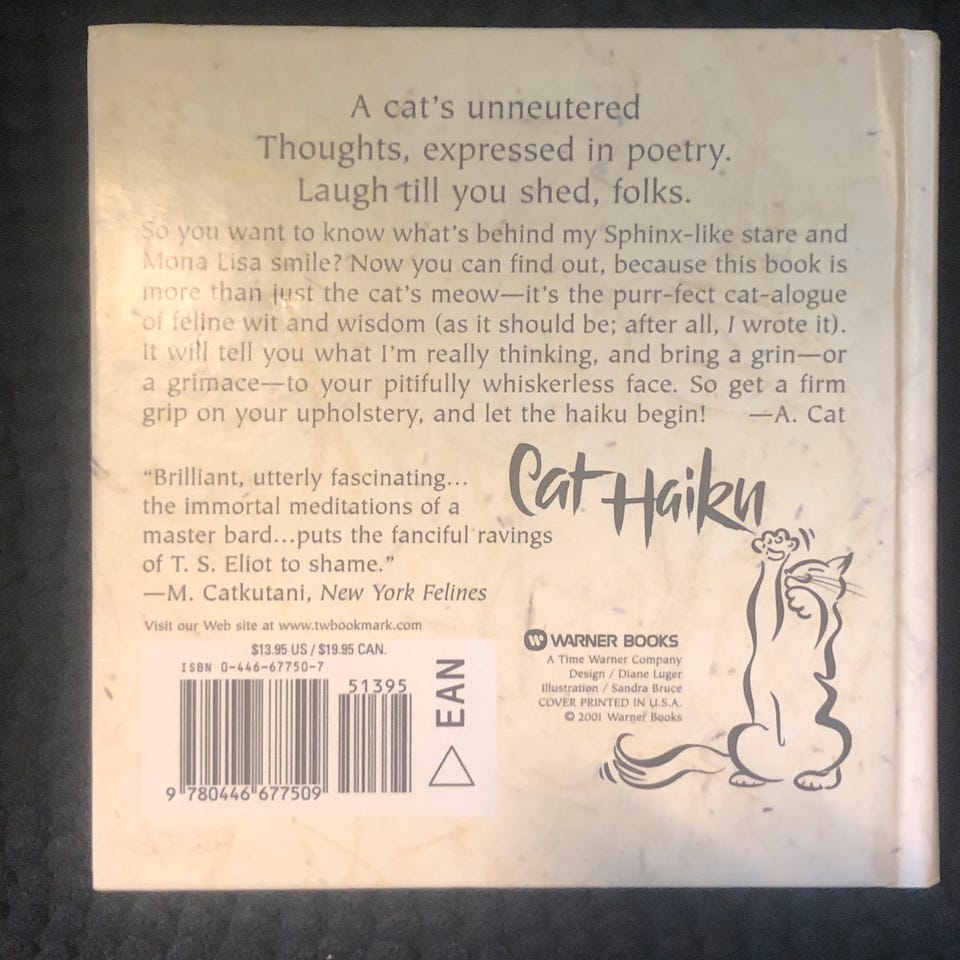 A cat's unneutered
Thoughts, expressed in poetry.
Laugh till you shed, folks.
So you want to know what's behind my Sphinx-like stare and
Mona Lisa smile? Now you can find out, because this book is
more than just the cat's meow—it's the purr-fect cat-alogue
of feline wit and wisdom (as it should be; after all, I wrote it).
It will tell you what I'm really thinking, and bring a grin—or
a grimace—to your pitifully whiskerless face. So get a firm
grip on your upholstery, and let the haiku begin! —A. Cat
"Brilliant, utterly fascinating...
the immortal meditations of a
master bard...puts the fanciful ravings
of T. S. Eliot to shame."
—M. Catkutani, New York Felines
Visit our Web site at www.twbookmark.com
$13.95 US / $19.95 CAN.
ISBN 0-446-67750-7
51395
EAN
9 780446 677509
Cat Haiku
WARNER BOOKS
A Time Warner Company
Design / Diane Luger
Illustration / Sandra Bruce
COVER PRINTED IN U.S.A.
© 2001 Warner Books